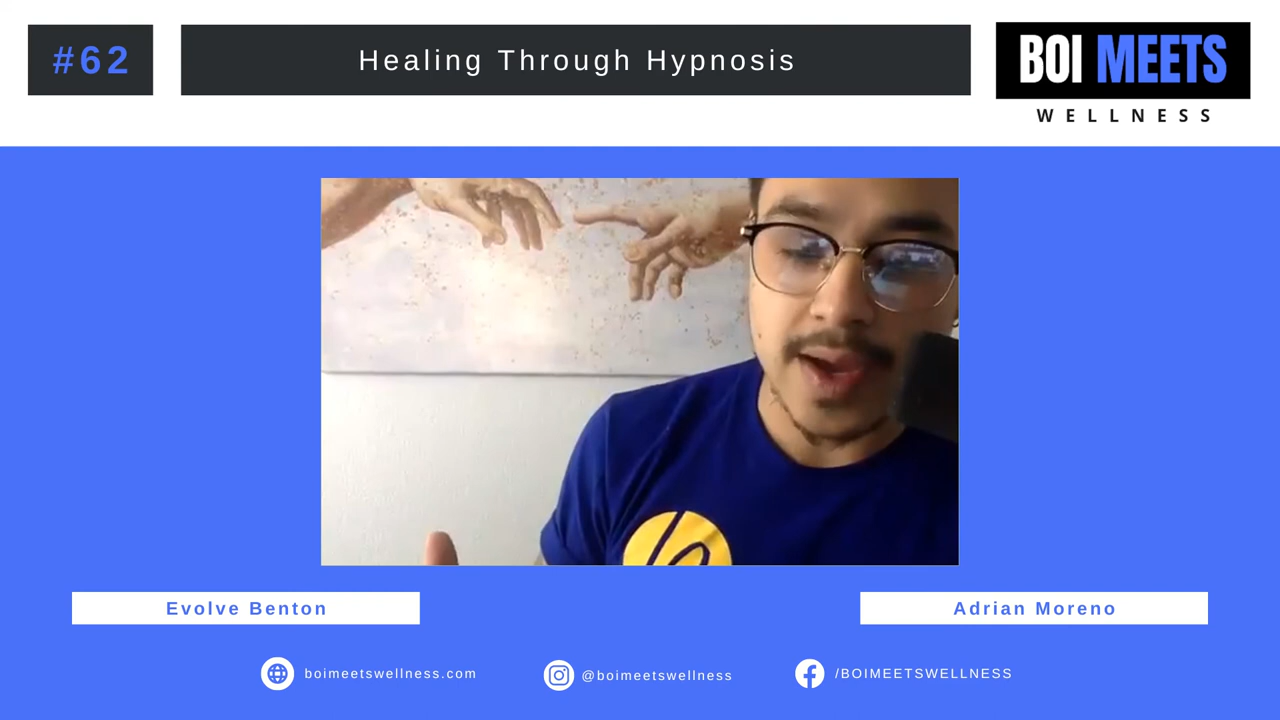 #62
Healing Through Hypnosis
BOI MEETS
WELLNESS
Evolve Benton
Adrian Moreno
boimeetswellness.com
@boimeetswellness
/BOIMEETSWELLNESS